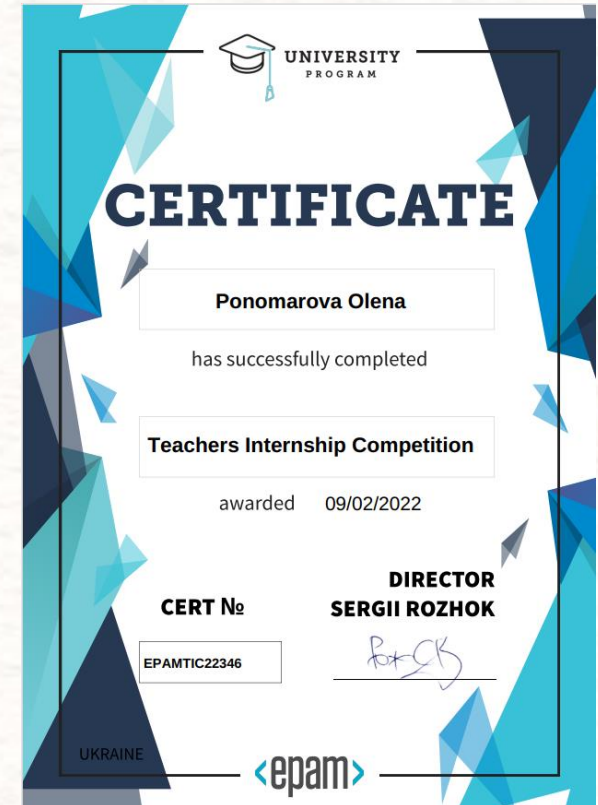 UNIVERSITY
PROGRAM
CERTIFICATE
Ponomarova Olena
has successfully completed
Teachers Internship Competition
awarded 09/02/2022
DIRECTOR
CERT № SERGII ROZHOK
EPAMTIC22346
UKRAINE
<epam>